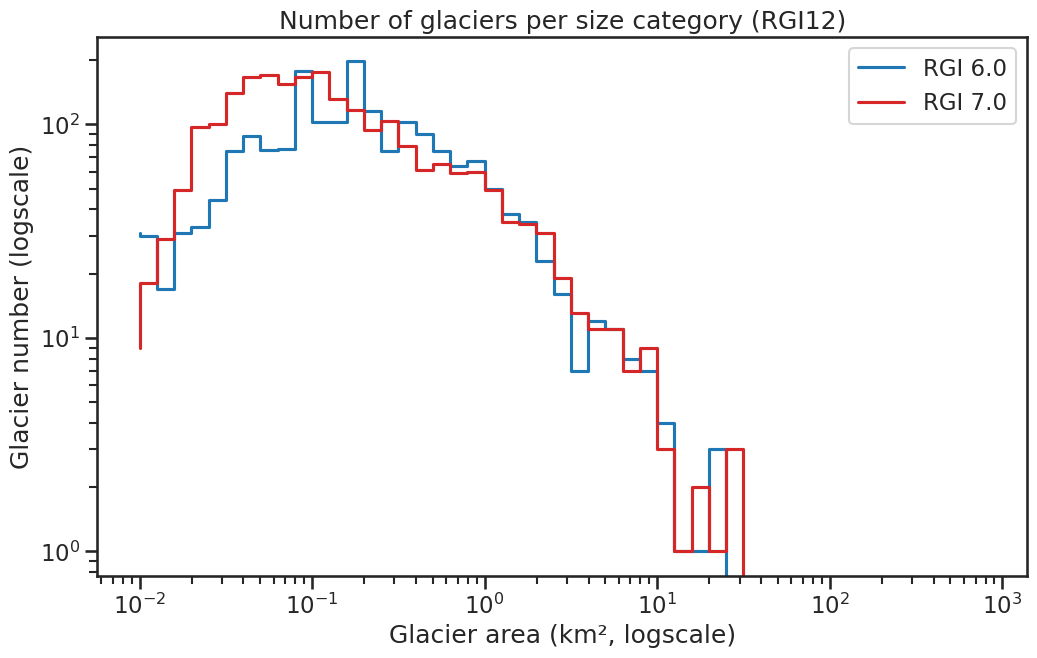 Number of glaciers per size category (RGI12)
RGI 6.0
RGI 7.0
Glacier number (logscale)
10²
10¹
10⁰
10⁻²
10⁻¹
10⁰
10¹
10²
10³
Glacier area (km², logscale)